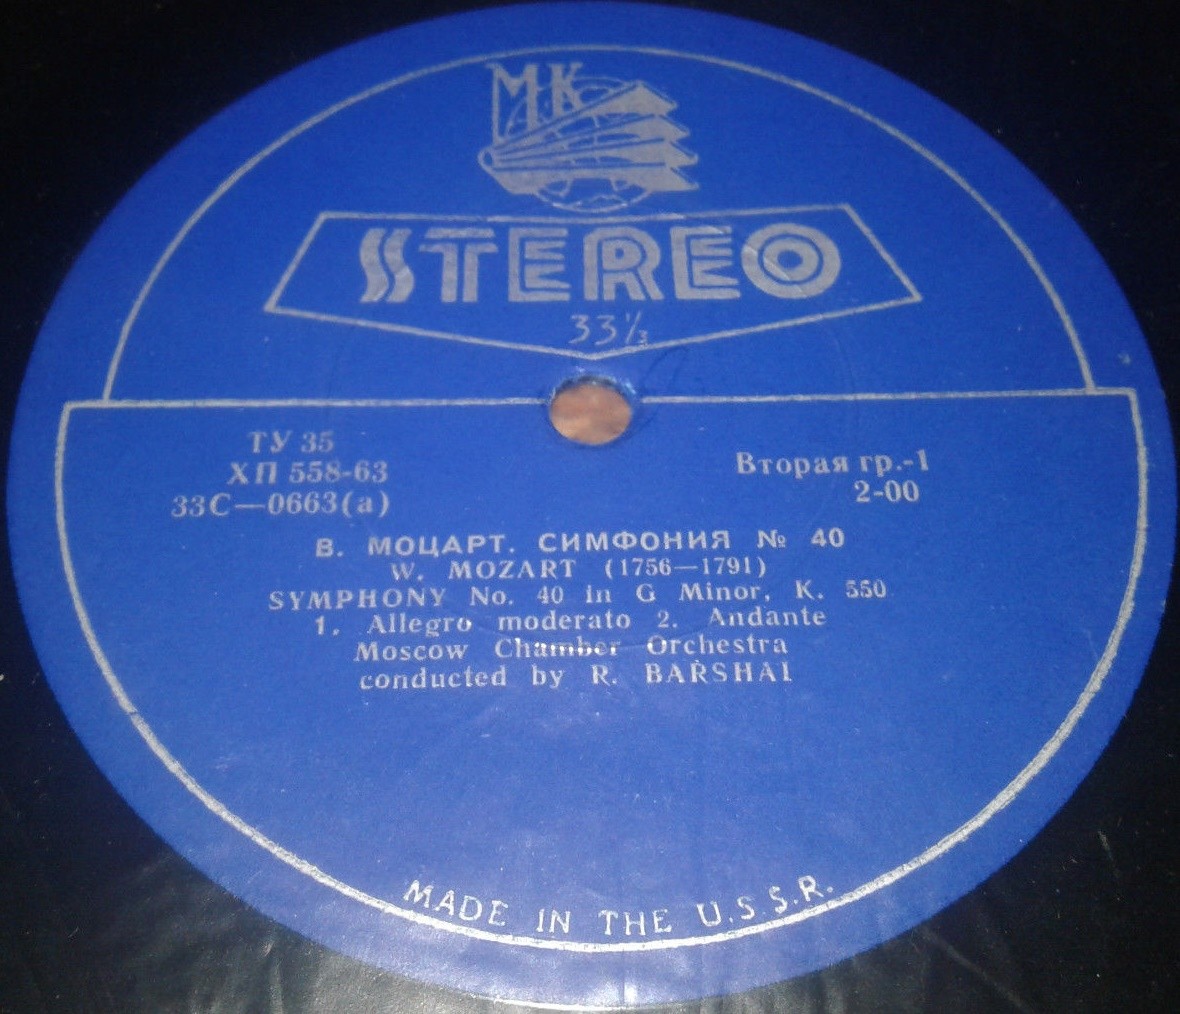 МК
STEREO
33⅓
ТУ 35
ХП 558-63
33С—0663(а)
Вторая гр.-1
2-00
В. МОЦАРТ. СИМФОНИЯ № 40
W. MOZART (1756—1791)
SYMPHONY No. 40 in G Minor, K. 550
1. Allegro moderato 2. Andante
Moscow Chamber Orchestra
conducted by R. BARSHAI
MADE IN THE U.S.S.R.